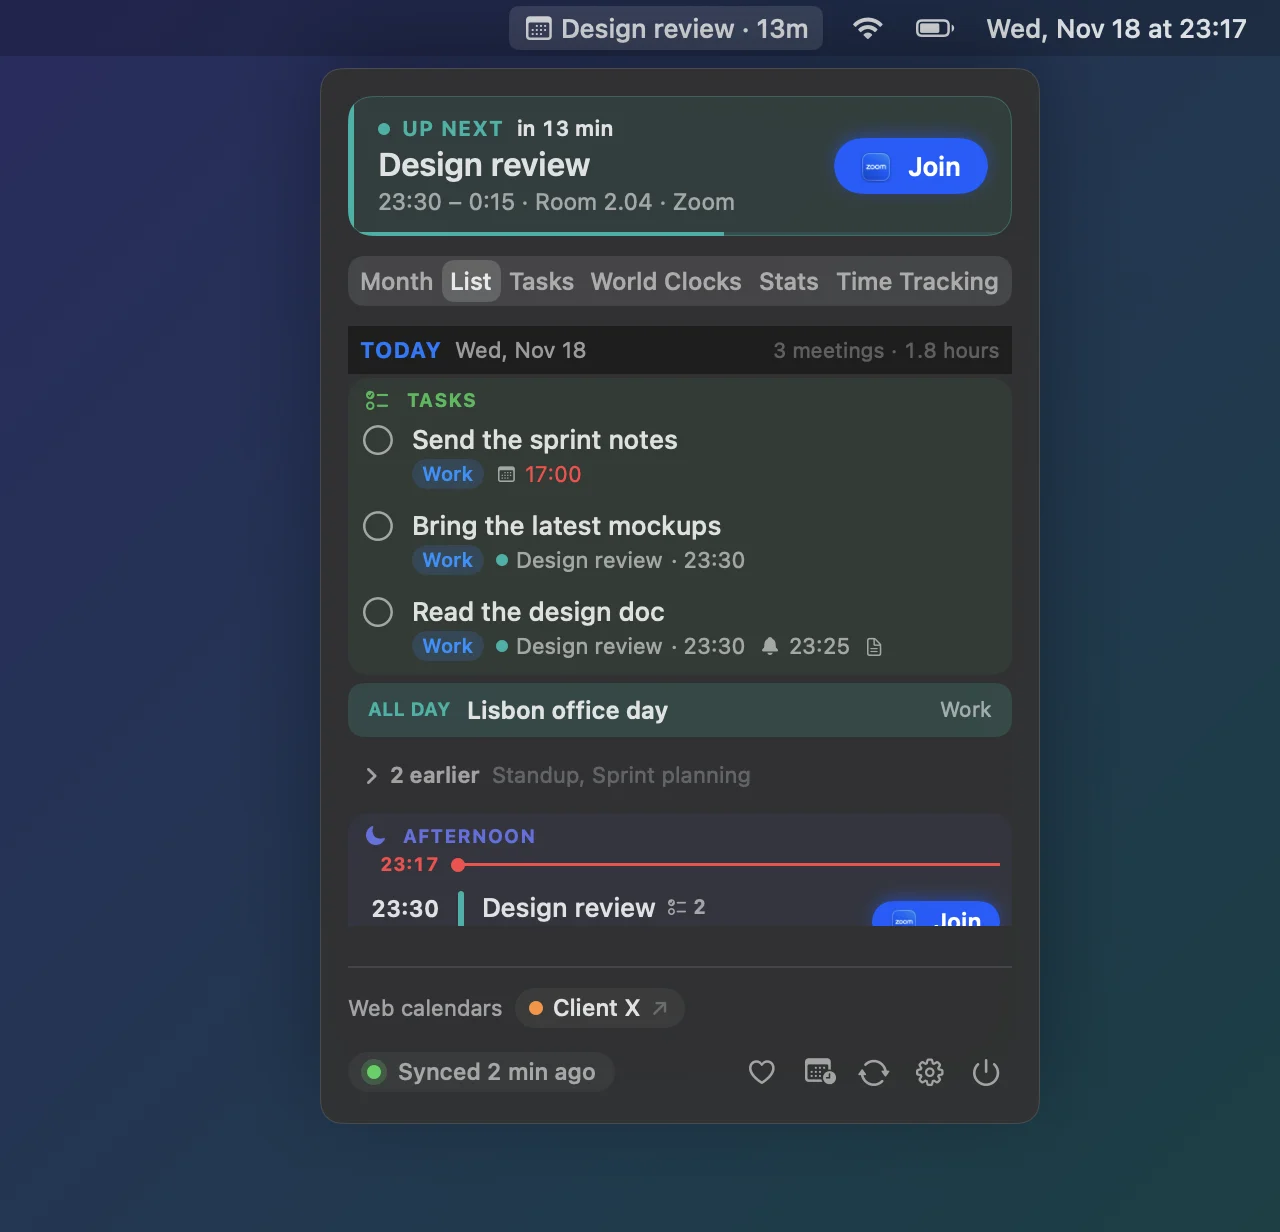 Design review · 13m
Wed, Nov 18 at 23:17
UP NEXT in 13 min
Design review
23:30 – 0:15 · Room 2.04 · Zoom
zoom Join
Month List Tasks World Clocks Stats Time Tracking
TODAY Wed, Nov 18 3 meetings · 1.8 hours
TASKS
Send the sprint notes
Work 17:00
Bring the latest mockups
Work Design review · 23:30
Read the design doc
Work Design review · 23:30 23:25
ALL DAY Lisbon office day Work
2 earlier Standup, Sprint planning
AFTERNOON
23:17
23:30 Design review 2 zoom Join
Web calendars Client X
Synced 2 min ago